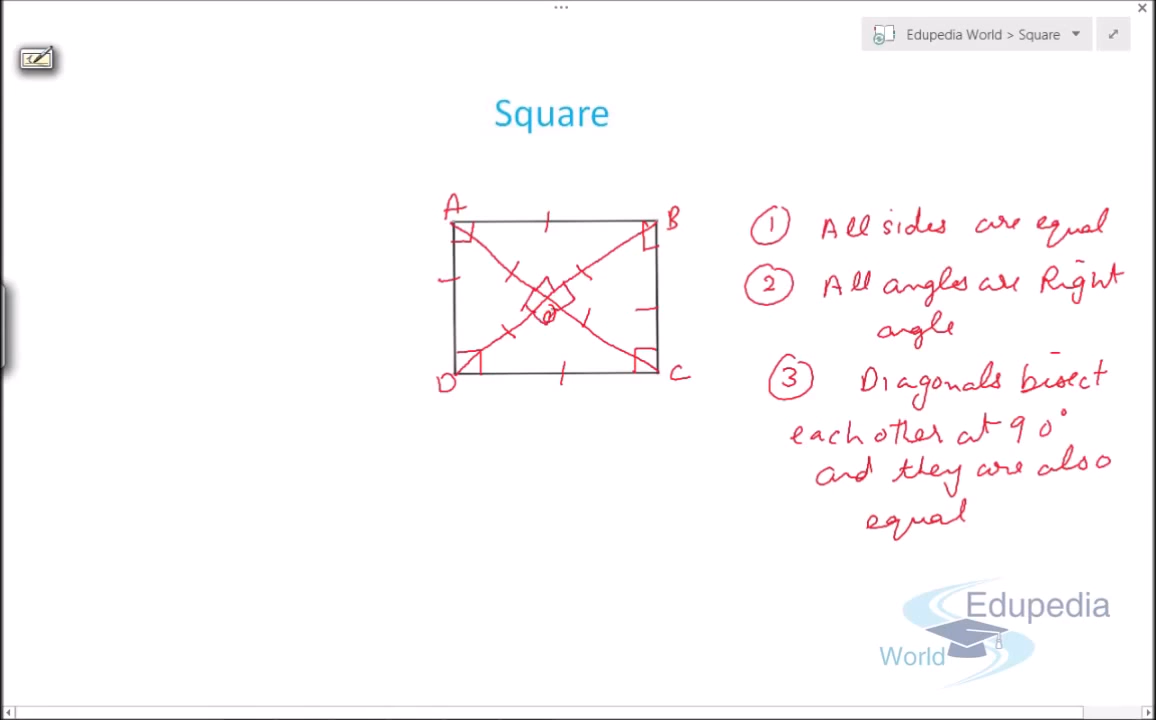 Edupedia World > Square
Square
A
B
① All sides are equal
② All angles are Right
angle
D
C
③ Diagonals bisect
each other at 90°
and they are also
equal
Edupedia
World